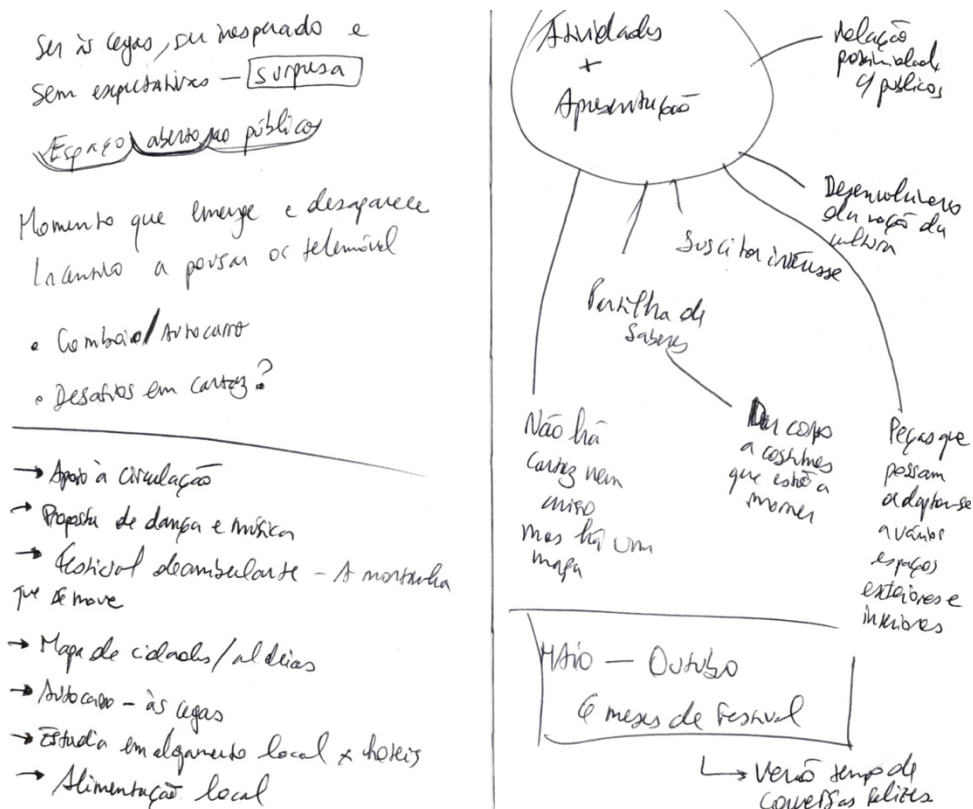 Ser às cegas, ser inesperado e
sem expectativas — surpresa
Espaço aberto ao público
Momento que emerge e desaparece
Incentivo a pousar o telemóvel
• Comboio/Autocarro
• Desafios em cartaz?
→ Apoio à circulação
→ Proposta de dança e música
→ Festival deambulante – A montanha
que se move
→ Mapa de cidades/aldeias
→ Autocarro – às cegas
→ Estadia em alojamento local + hoteis
→ Alimentação local
Atividades
+
Apresentação
relação
proximidade
c/ públicos
Desenvolvimento
da noção da
cultura
Suscitar interesse
Partilha de
Saberes
Não há
cartaz nem
aviso
mas há um
mapa
Dar corpo
a costumes
que estão a
morrer
Peças que
possam
adaptar-se
a vários
espaços
exteriores e
interiores
MAIO — Outubro
6 meses de Festival
↳ Verão tempo de
conversas felizes